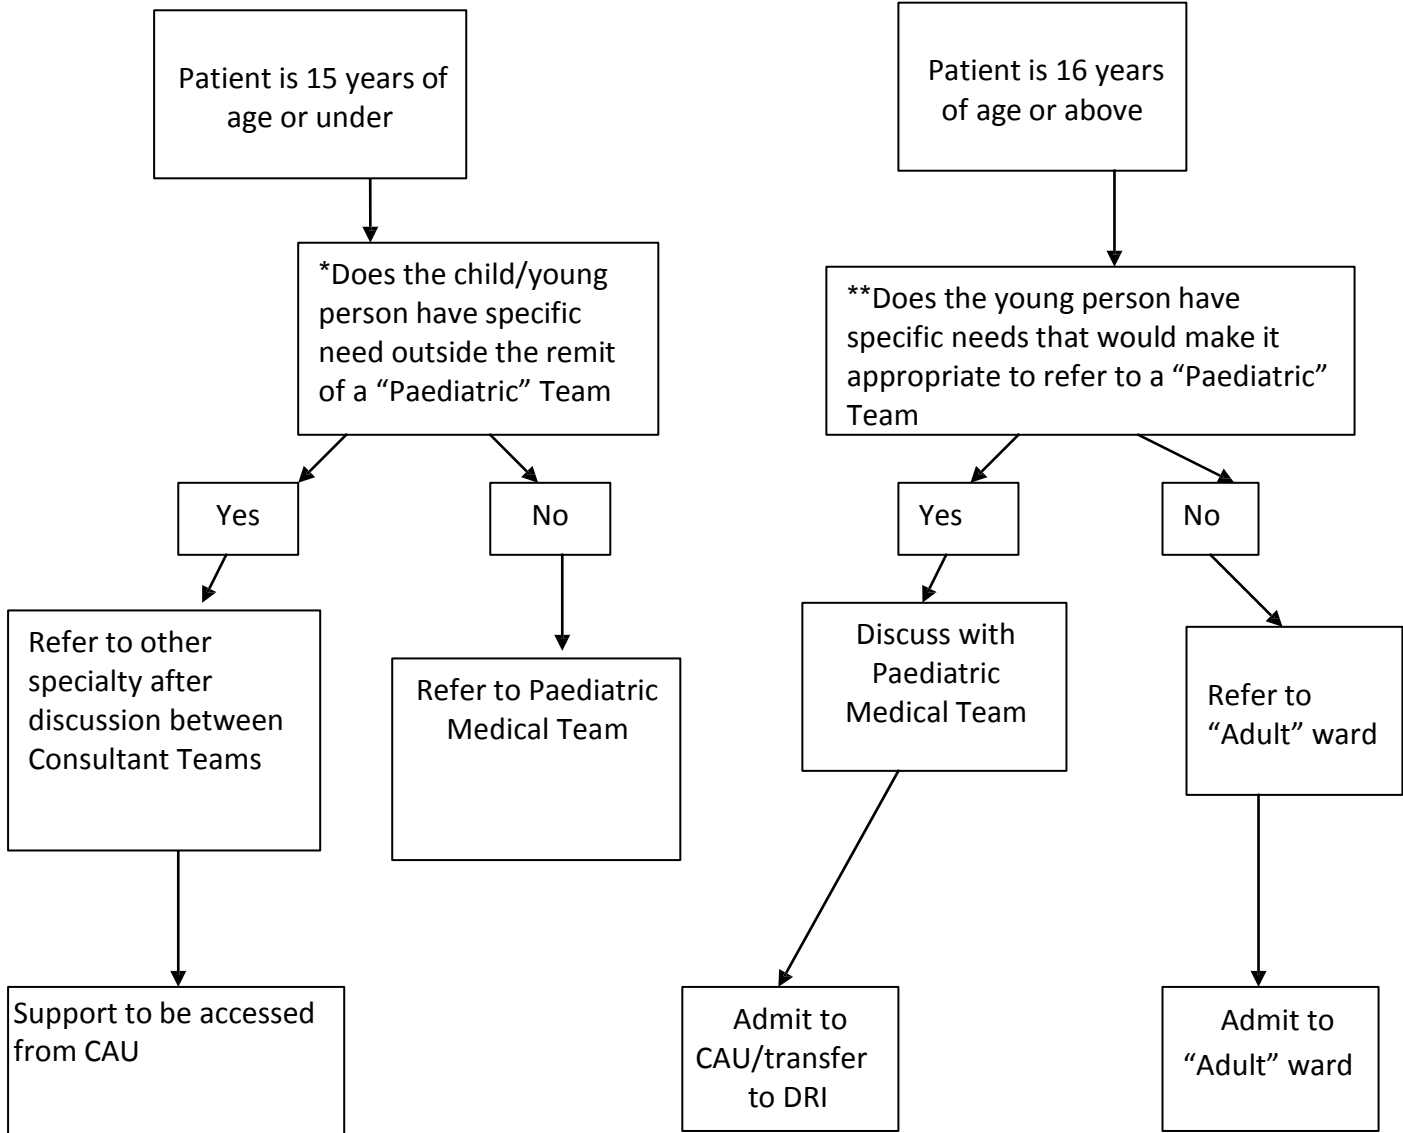 Patient is 15 years of
age or under
Patient is 16 years
of age or above
*Does the child/young
person have specific
need outside the remit
of a “Paediatric” Team
**Does the young person have
specific needs that would make it
appropriate to refer to a “Paediatric”
Team
Yes
No
Yes
No
Refer to other
specialty after
discussion between
Consultant Teams
Refer to Paediatric
Medical Team
Discuss with
Paediatric
Medical Team
Refer to
“Adult” ward
Support to be accessed
from CAU
Admit to
CAU/transfer
to DRI
Admit to
“Adult” ward